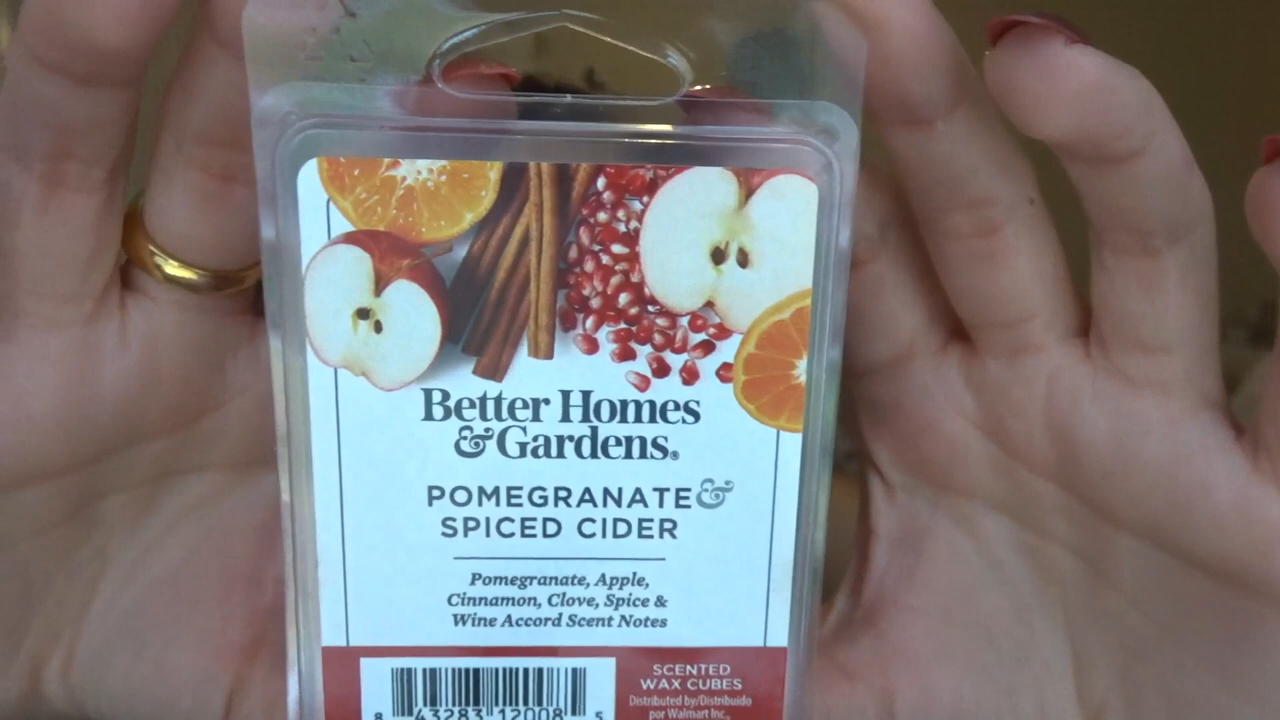 Better Homes
& Gardens®
POMEGRANATE &
SPICED CIDER
Pomegranate, Apple,
Cinnamon, Clove, Spice &
Wine Accord Scent Notes
SCENTED
WAX CUBES
Distributed by/Distribuido
por Walmart Inc.,
8 43283 12008 5